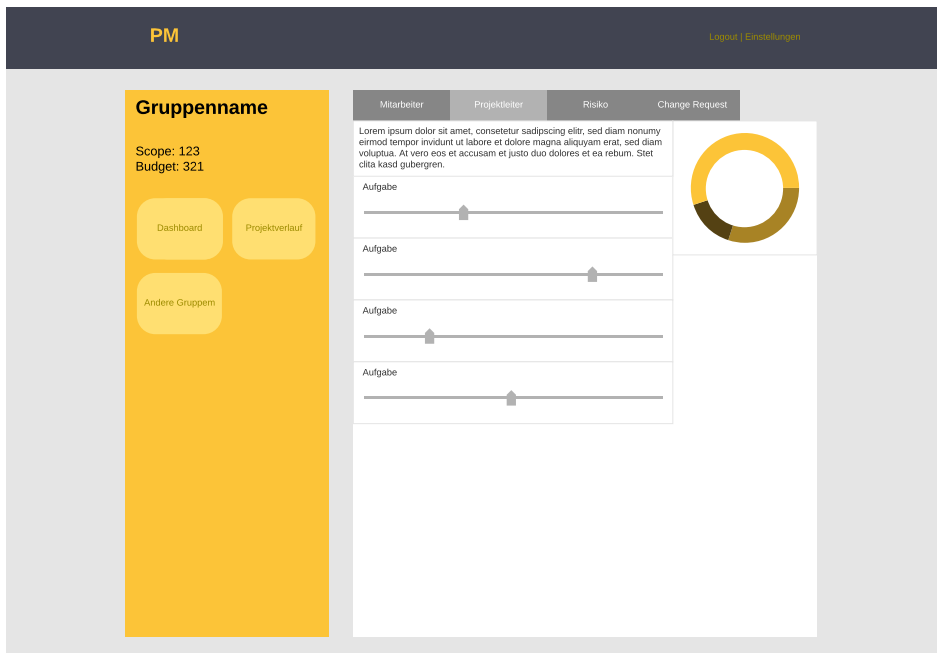 PM
Logout | Einstellungen
Gruppenname
Scope: 123
Budget: 321
Dashboard
Projektverlauf
Andere Gruppern
Mitarbeiter
Projektleiter
Risiko
Change Request
Lorem ipsum dolor sit amet, consetetur sadipscing elitr, sed diam nonumy
eirmod tempor invidunt ut labore et dolore magna aliquyam erat, sed diam
voluptua. At vero eos et accusam et justo duo dolores et ea rebum. Stet
clita kasd gubergren.
Aufgabe
Aufgabe
Aufgabe
Aufgabe